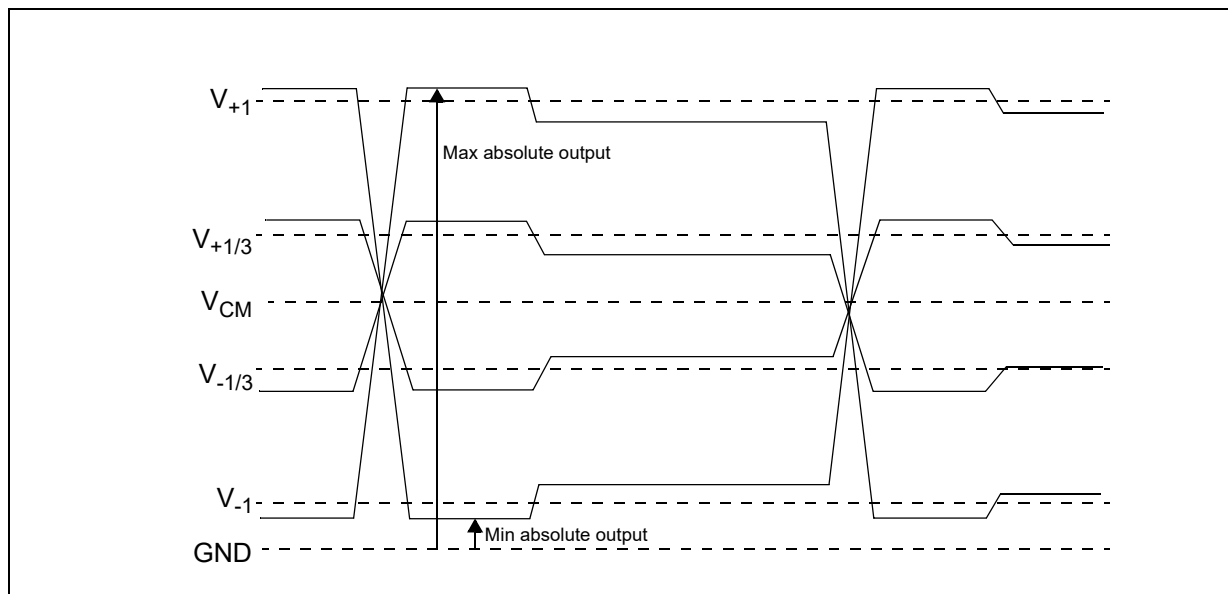 V+1
Max absolute output
V+1/3
VCM
V-1/3
V-1
Min absolute output
GND